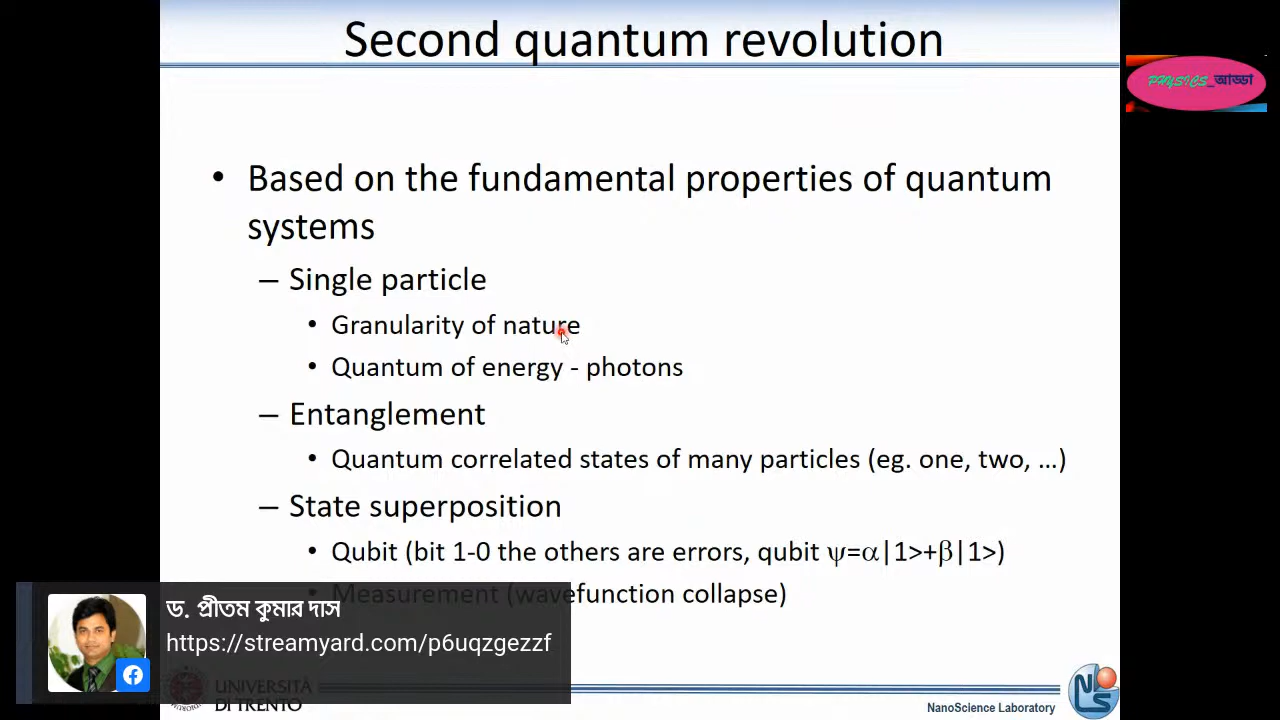 Second quantum revolution
PHYSICS_আড্ডা
• Based on the fundamental properties of quantum
systems
– Single particle
• Granularity of nature
• Quantum of energy - photons
– Entanglement
• Quantum correlated states of many particles (eg. one, two, …)
– State superposition
• Qubit (bit 1-0 the others are errors, qubit ψ=α|1>+β|1>)
• Measurement (wavefunction collapse)
ড. প্রীতম কুমার দাস
https://streamyard.com/p6uqzgezzf
UNIVERSITÀ
DI TRENTO
NanoScience Laboratory
NLS